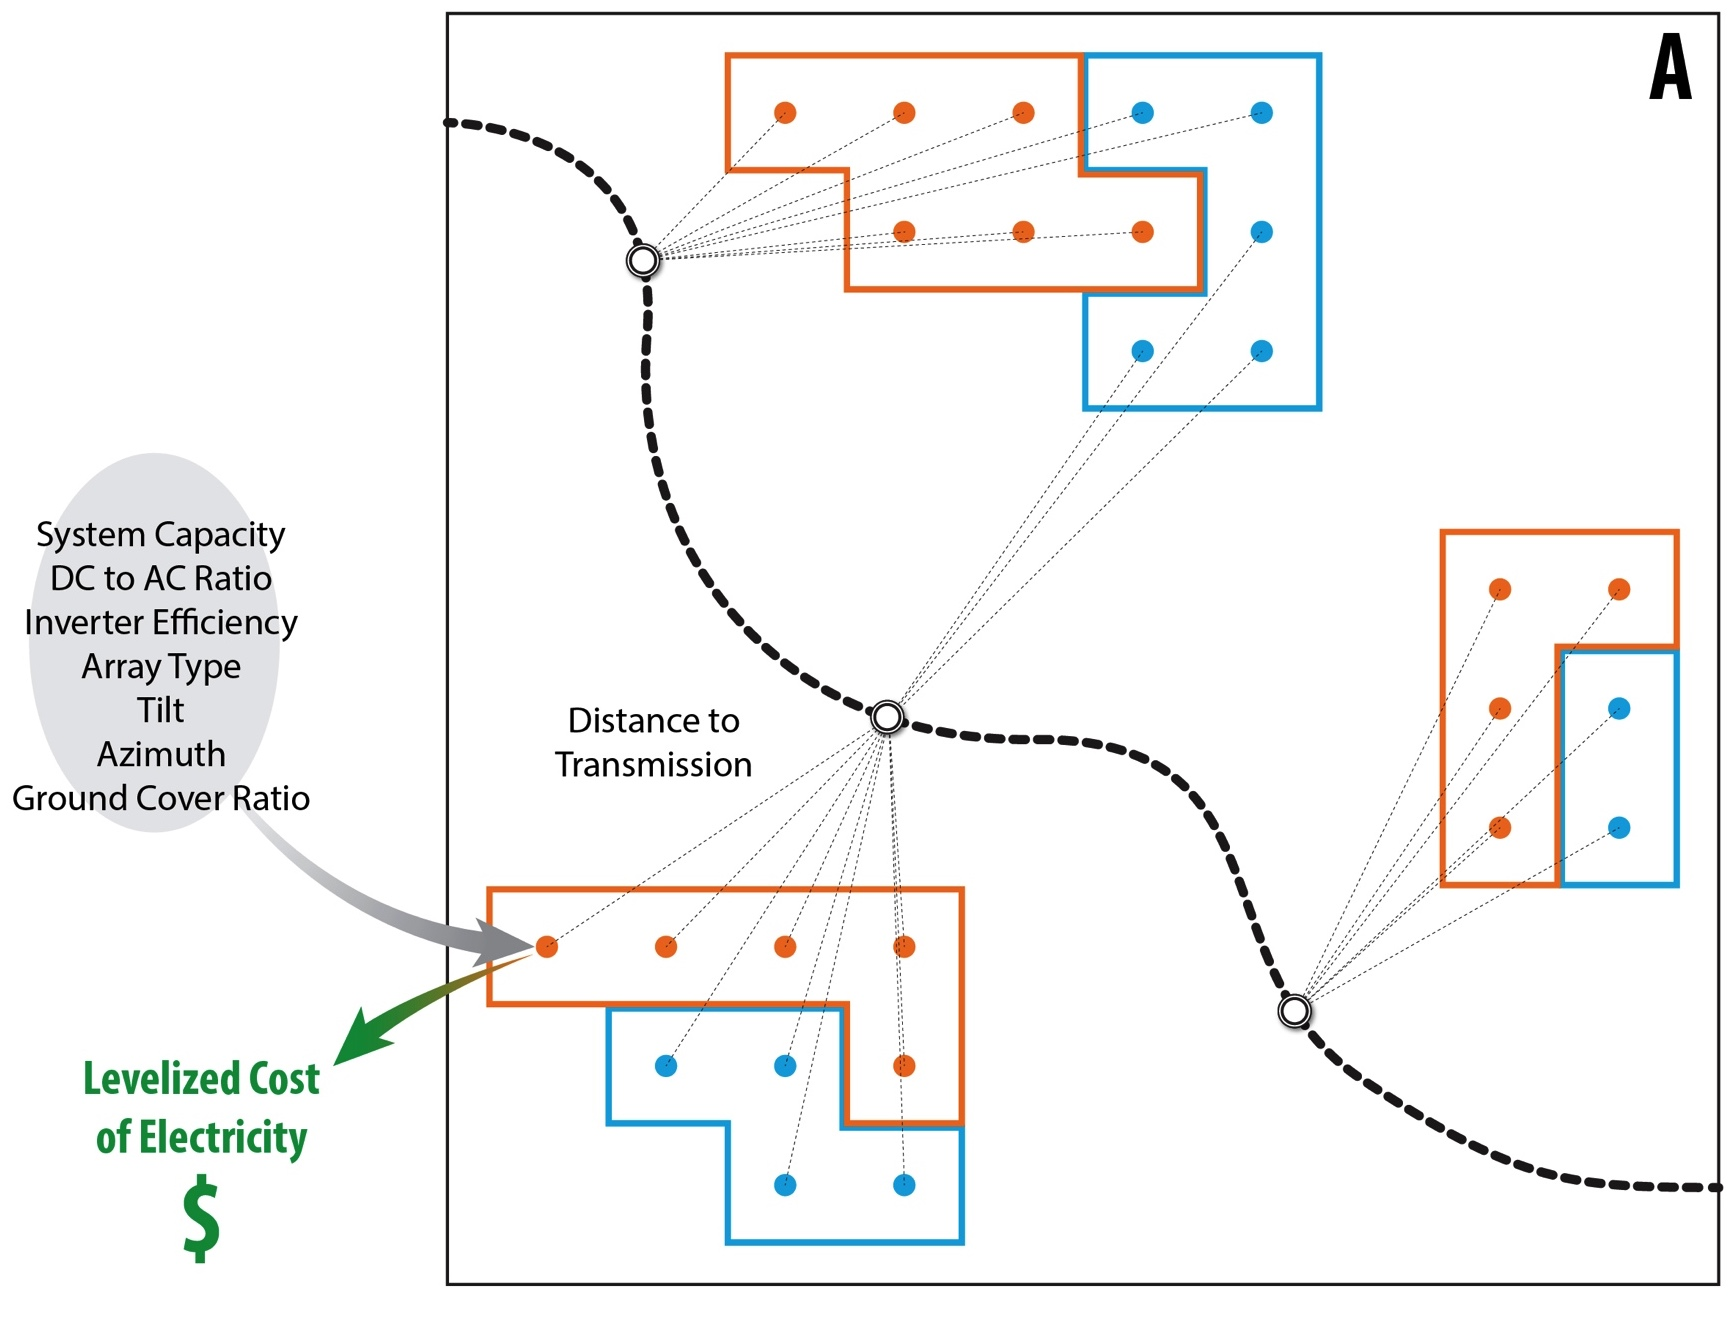 A
System Capacity
DC to AC Ratio
Inverter Efficiency
Array Type
Tilt
Azimuth
Ground Cover Ratio
Distance to
Transmission
Levelized Cost
of Electricity
$